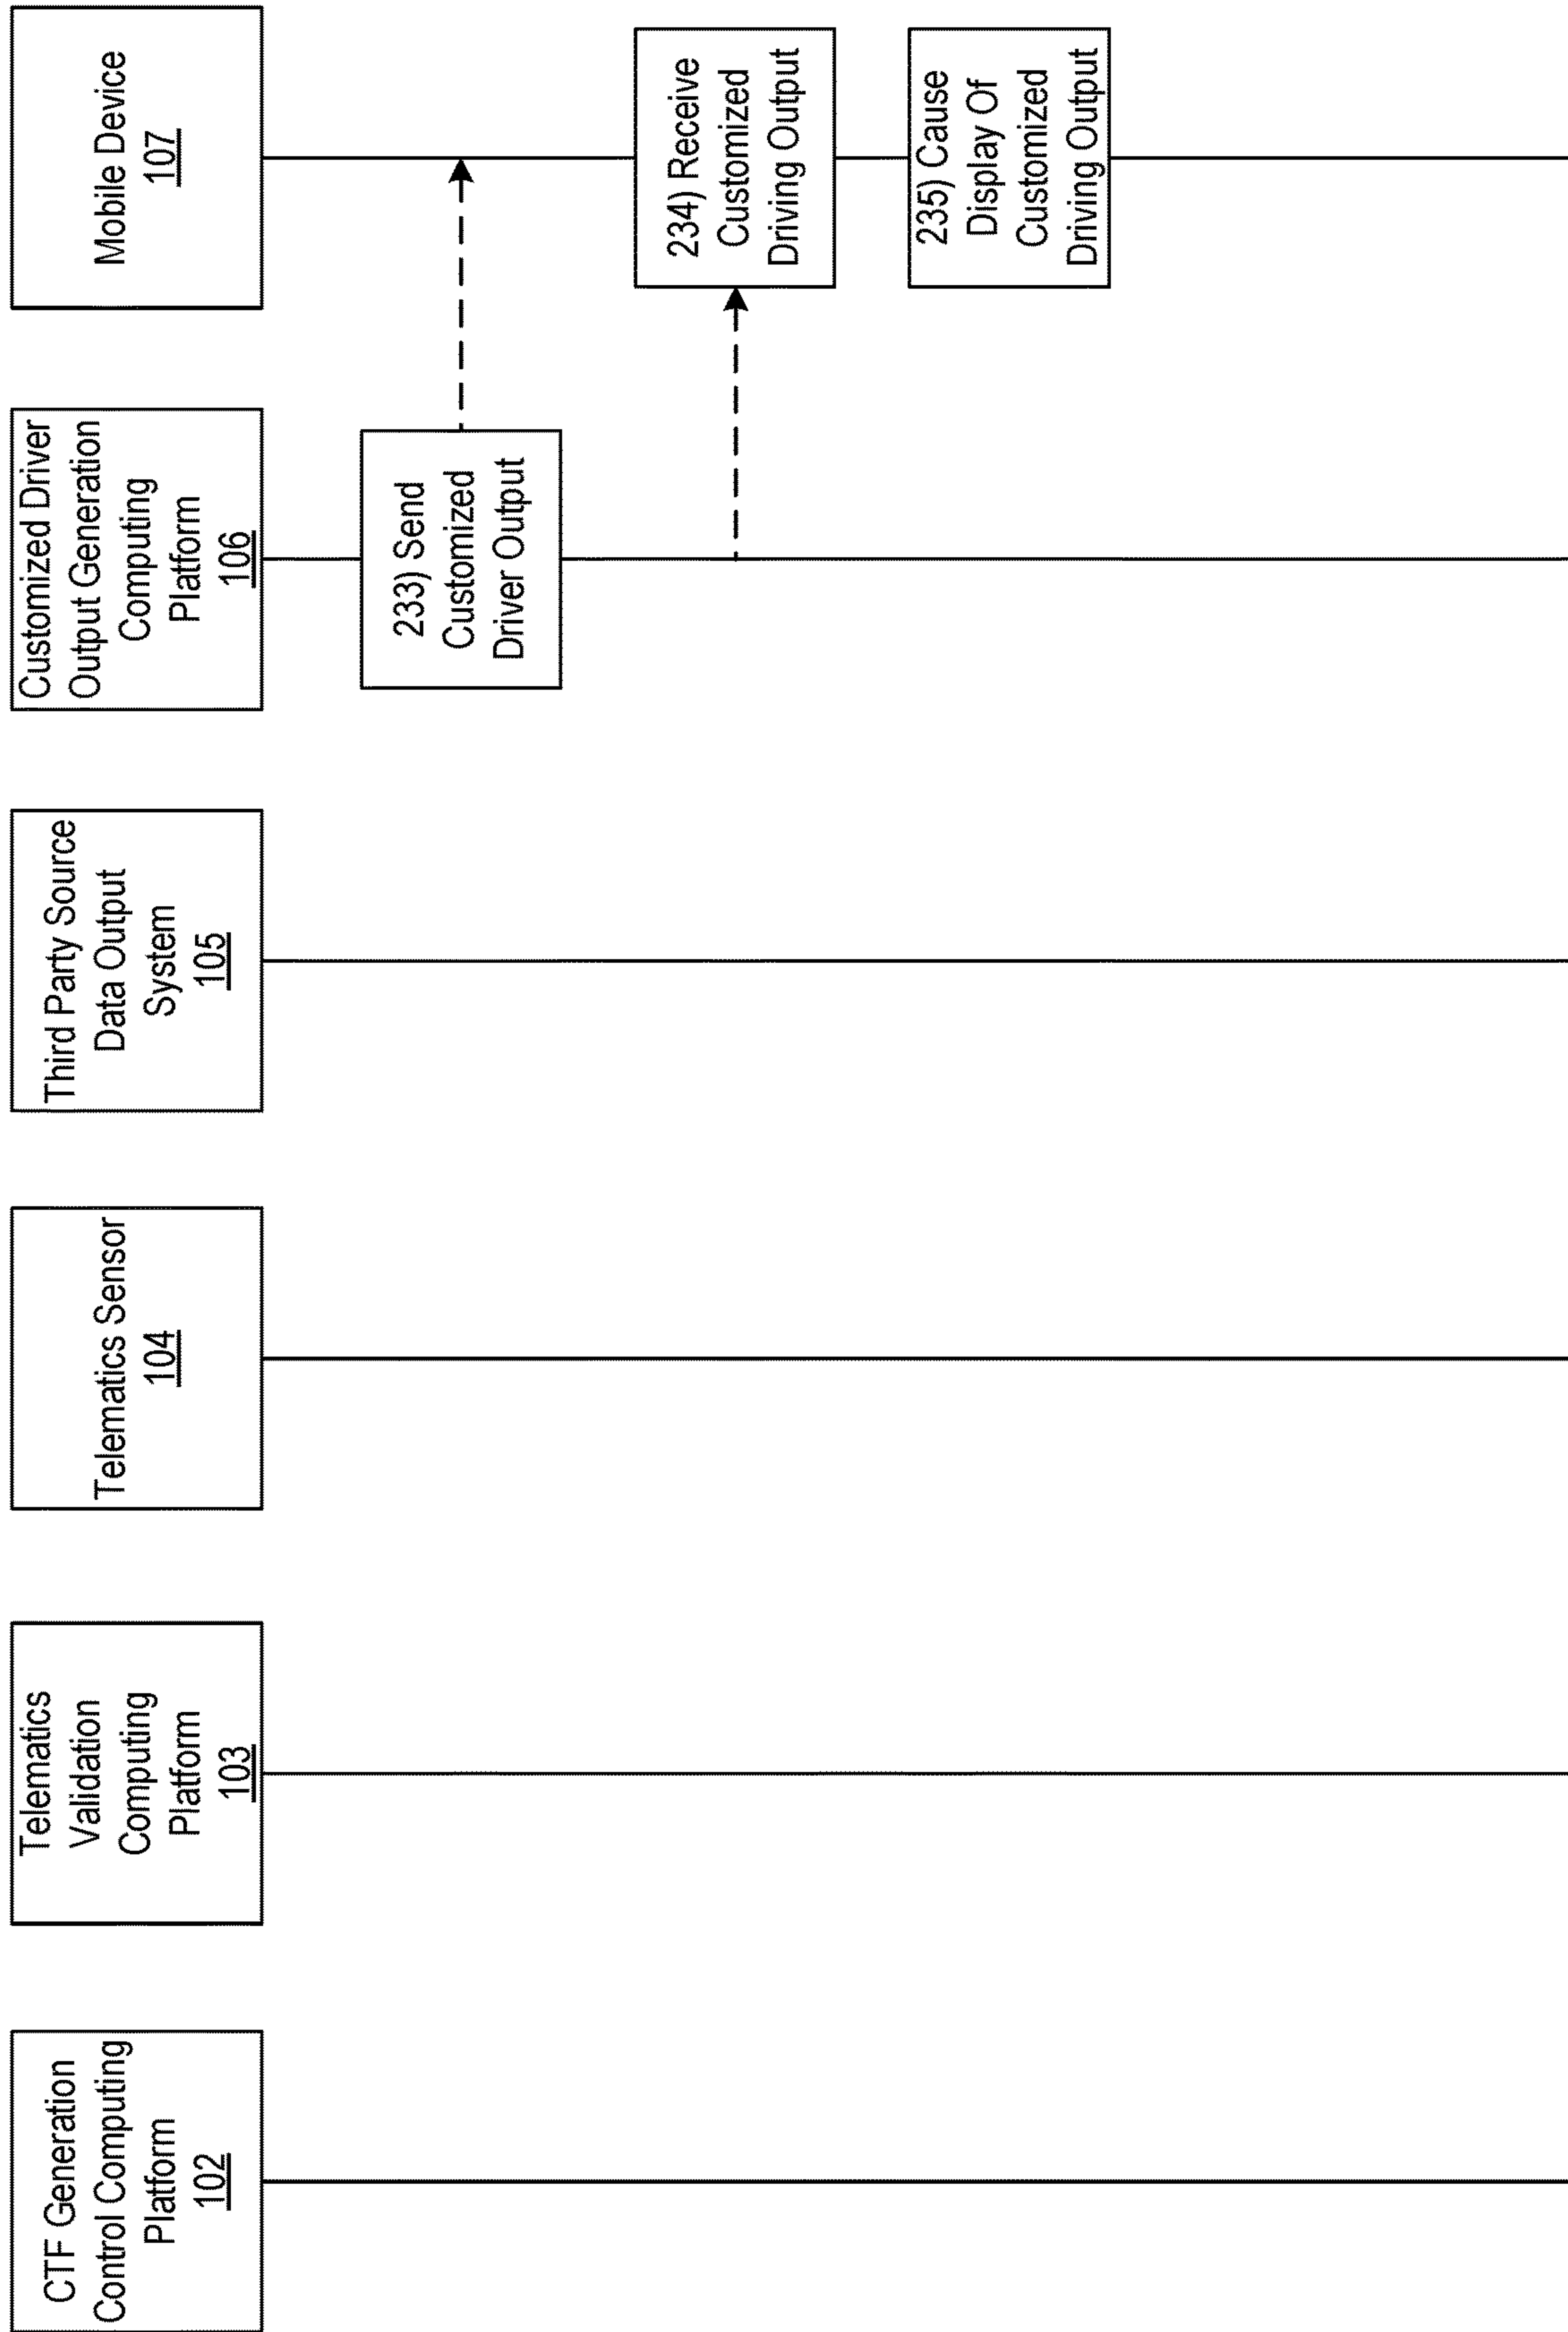 CTF Generation
Control Computing
Platform
102
Telematics
Validation
Computing
Platform
103
Telematics Sensor
104
Third Party Source
Data Output
System
105
Customized Driver
Output Generation
Computing
Platform
106
Mobile Device
107
233) Send
Customized
Driver Output
234) Receive
Customized
Driving Output
235) Cause
Display Of
Customized
Driving Output